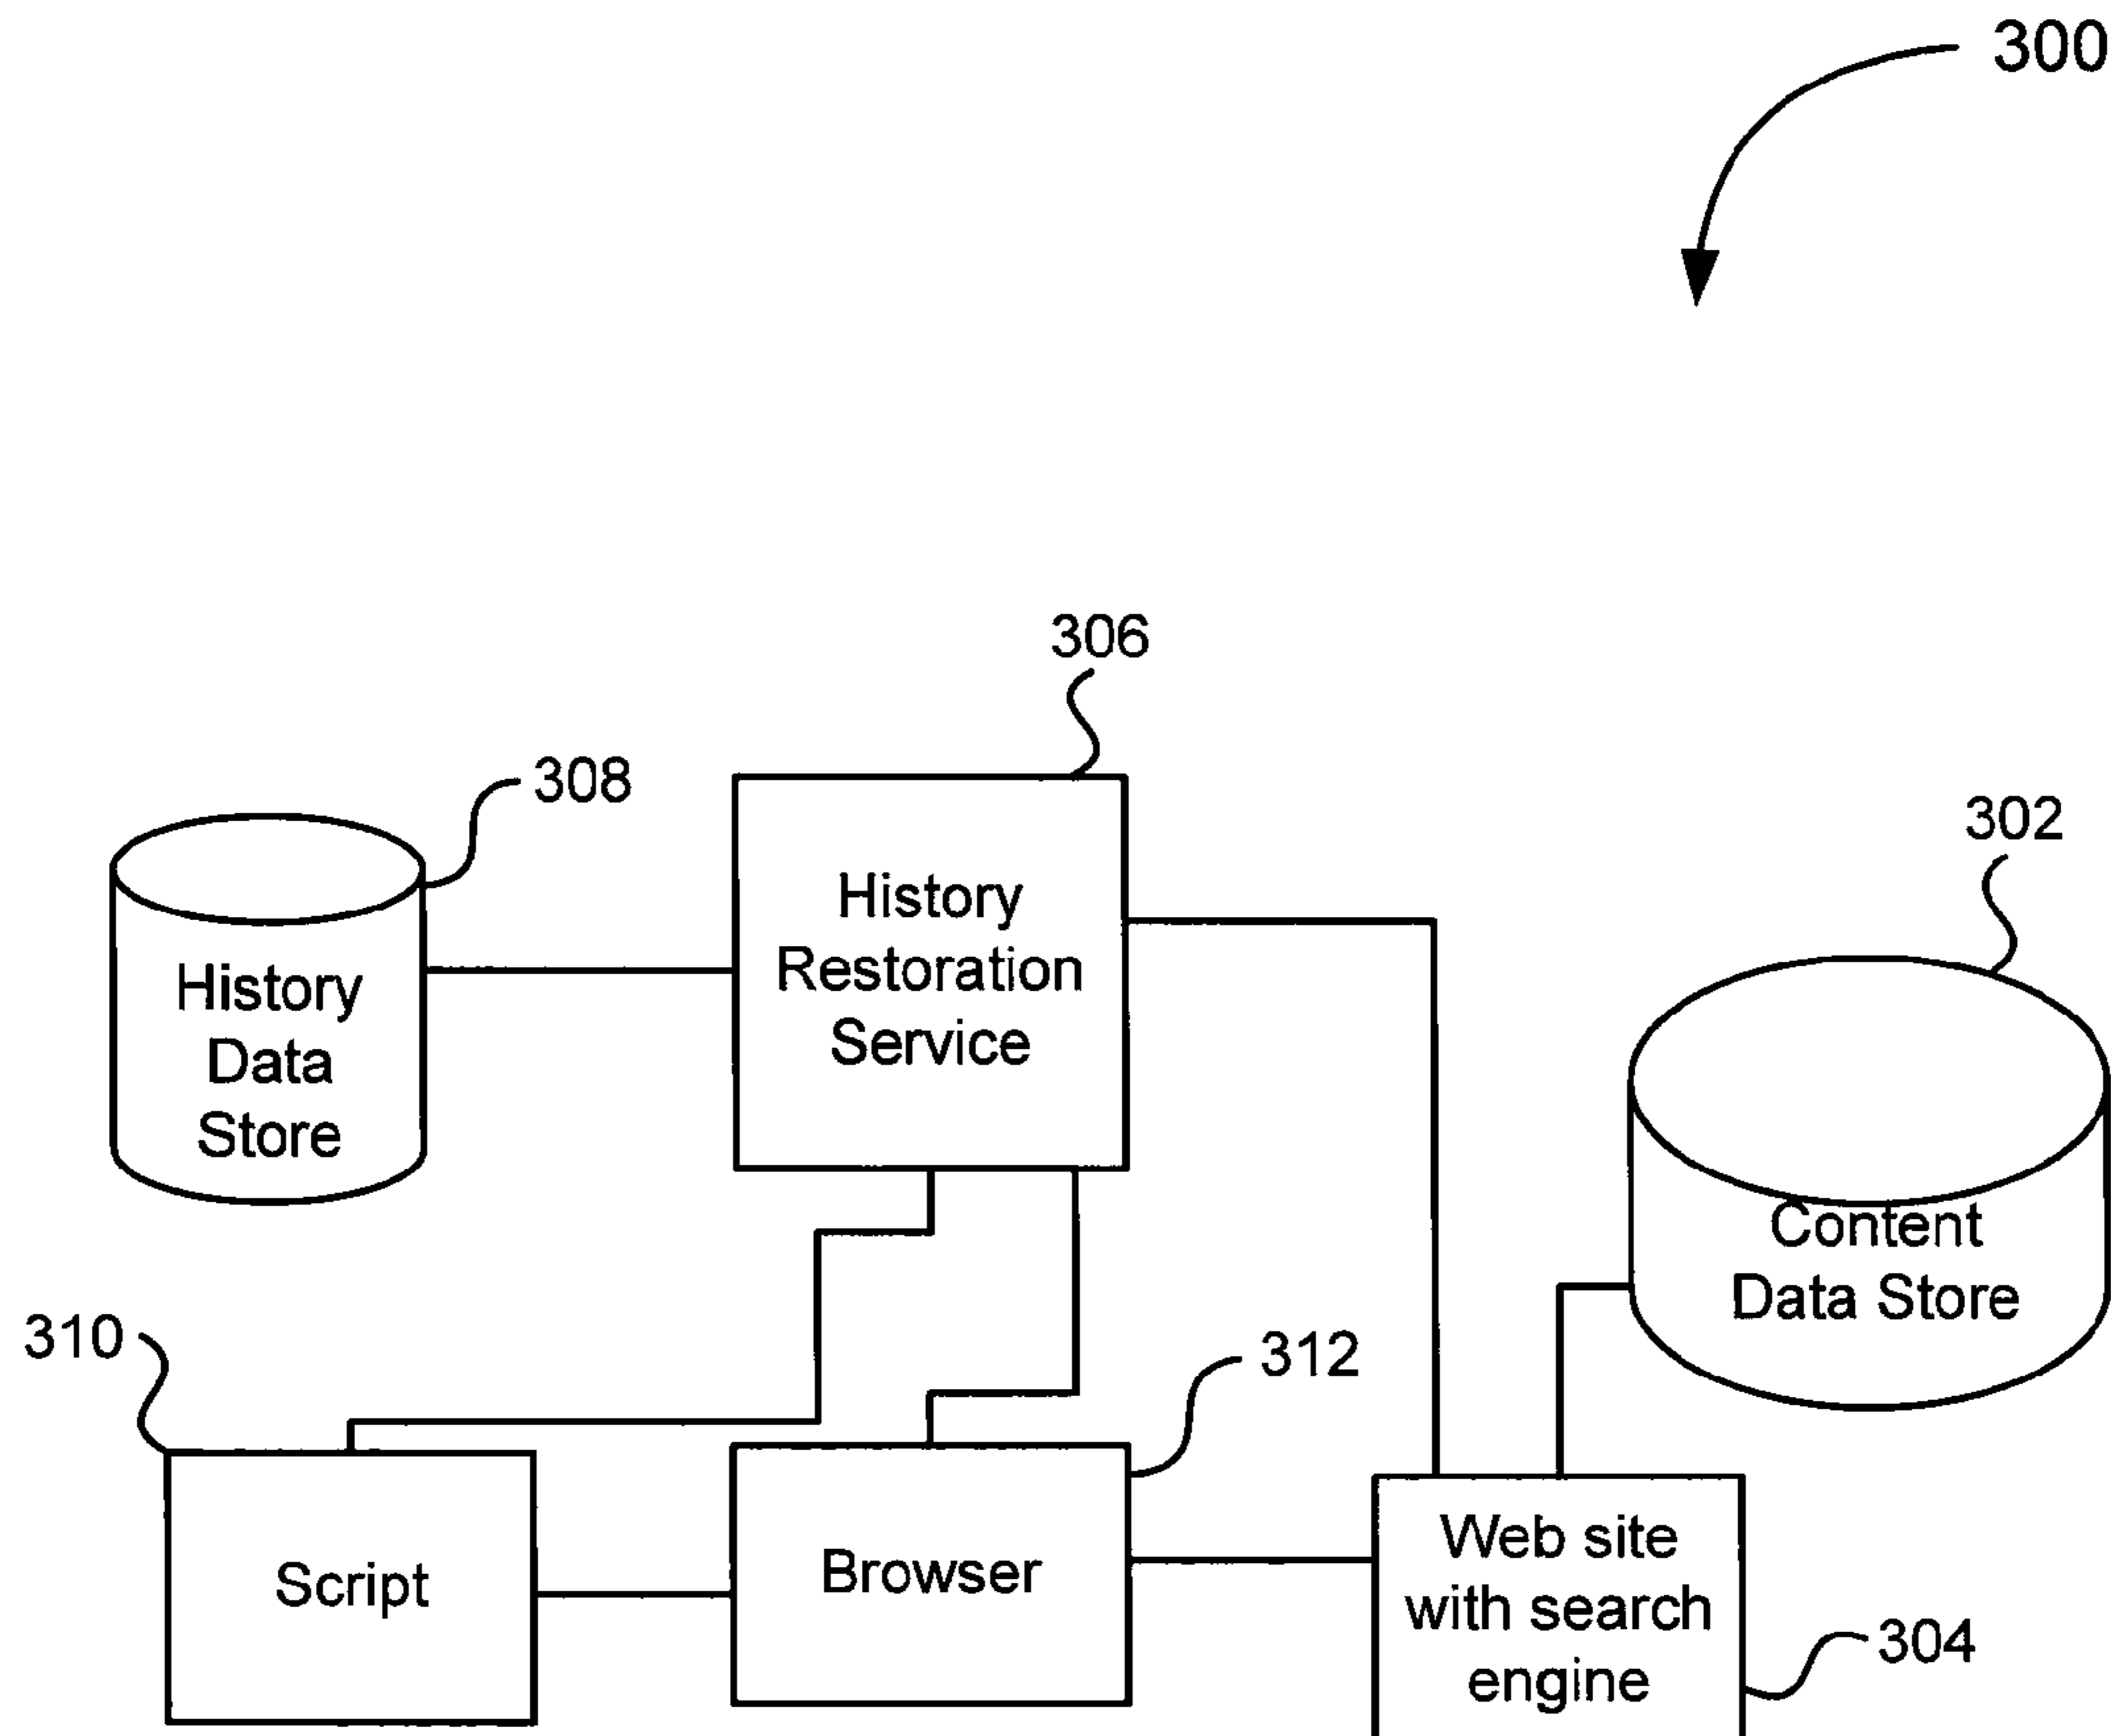 300
306
308
History
Restoration
Service
302
History
Data
Store
Content
Data Store
310
312
Script
Browser
Web site
with search
engine
304